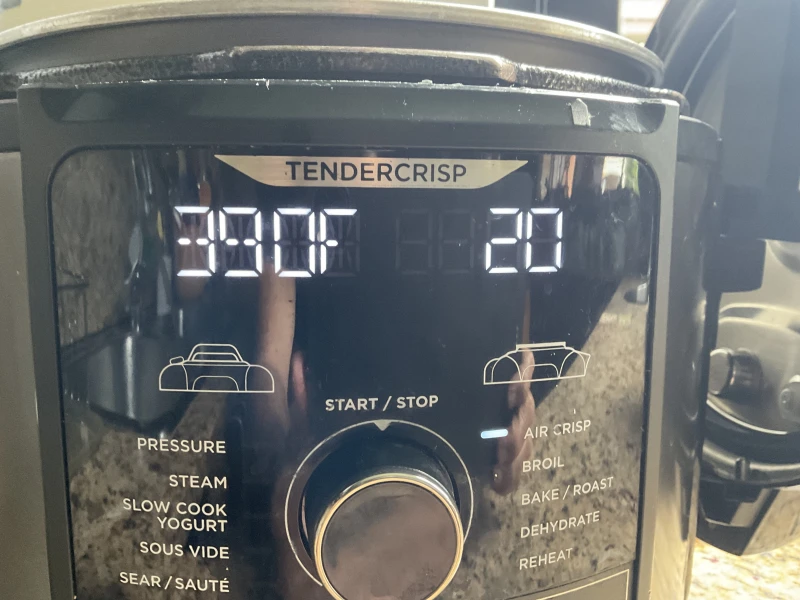 TENDERCRISP
390F 20
START / STOP
PRESSURE
STEAM
SLOW COOK
YOGURT
SOUS VIDE
SEAR / SAUTÉ
AIR CRISP
BROIL
BAKE / ROAST
DEHYDRATE
REHEAT